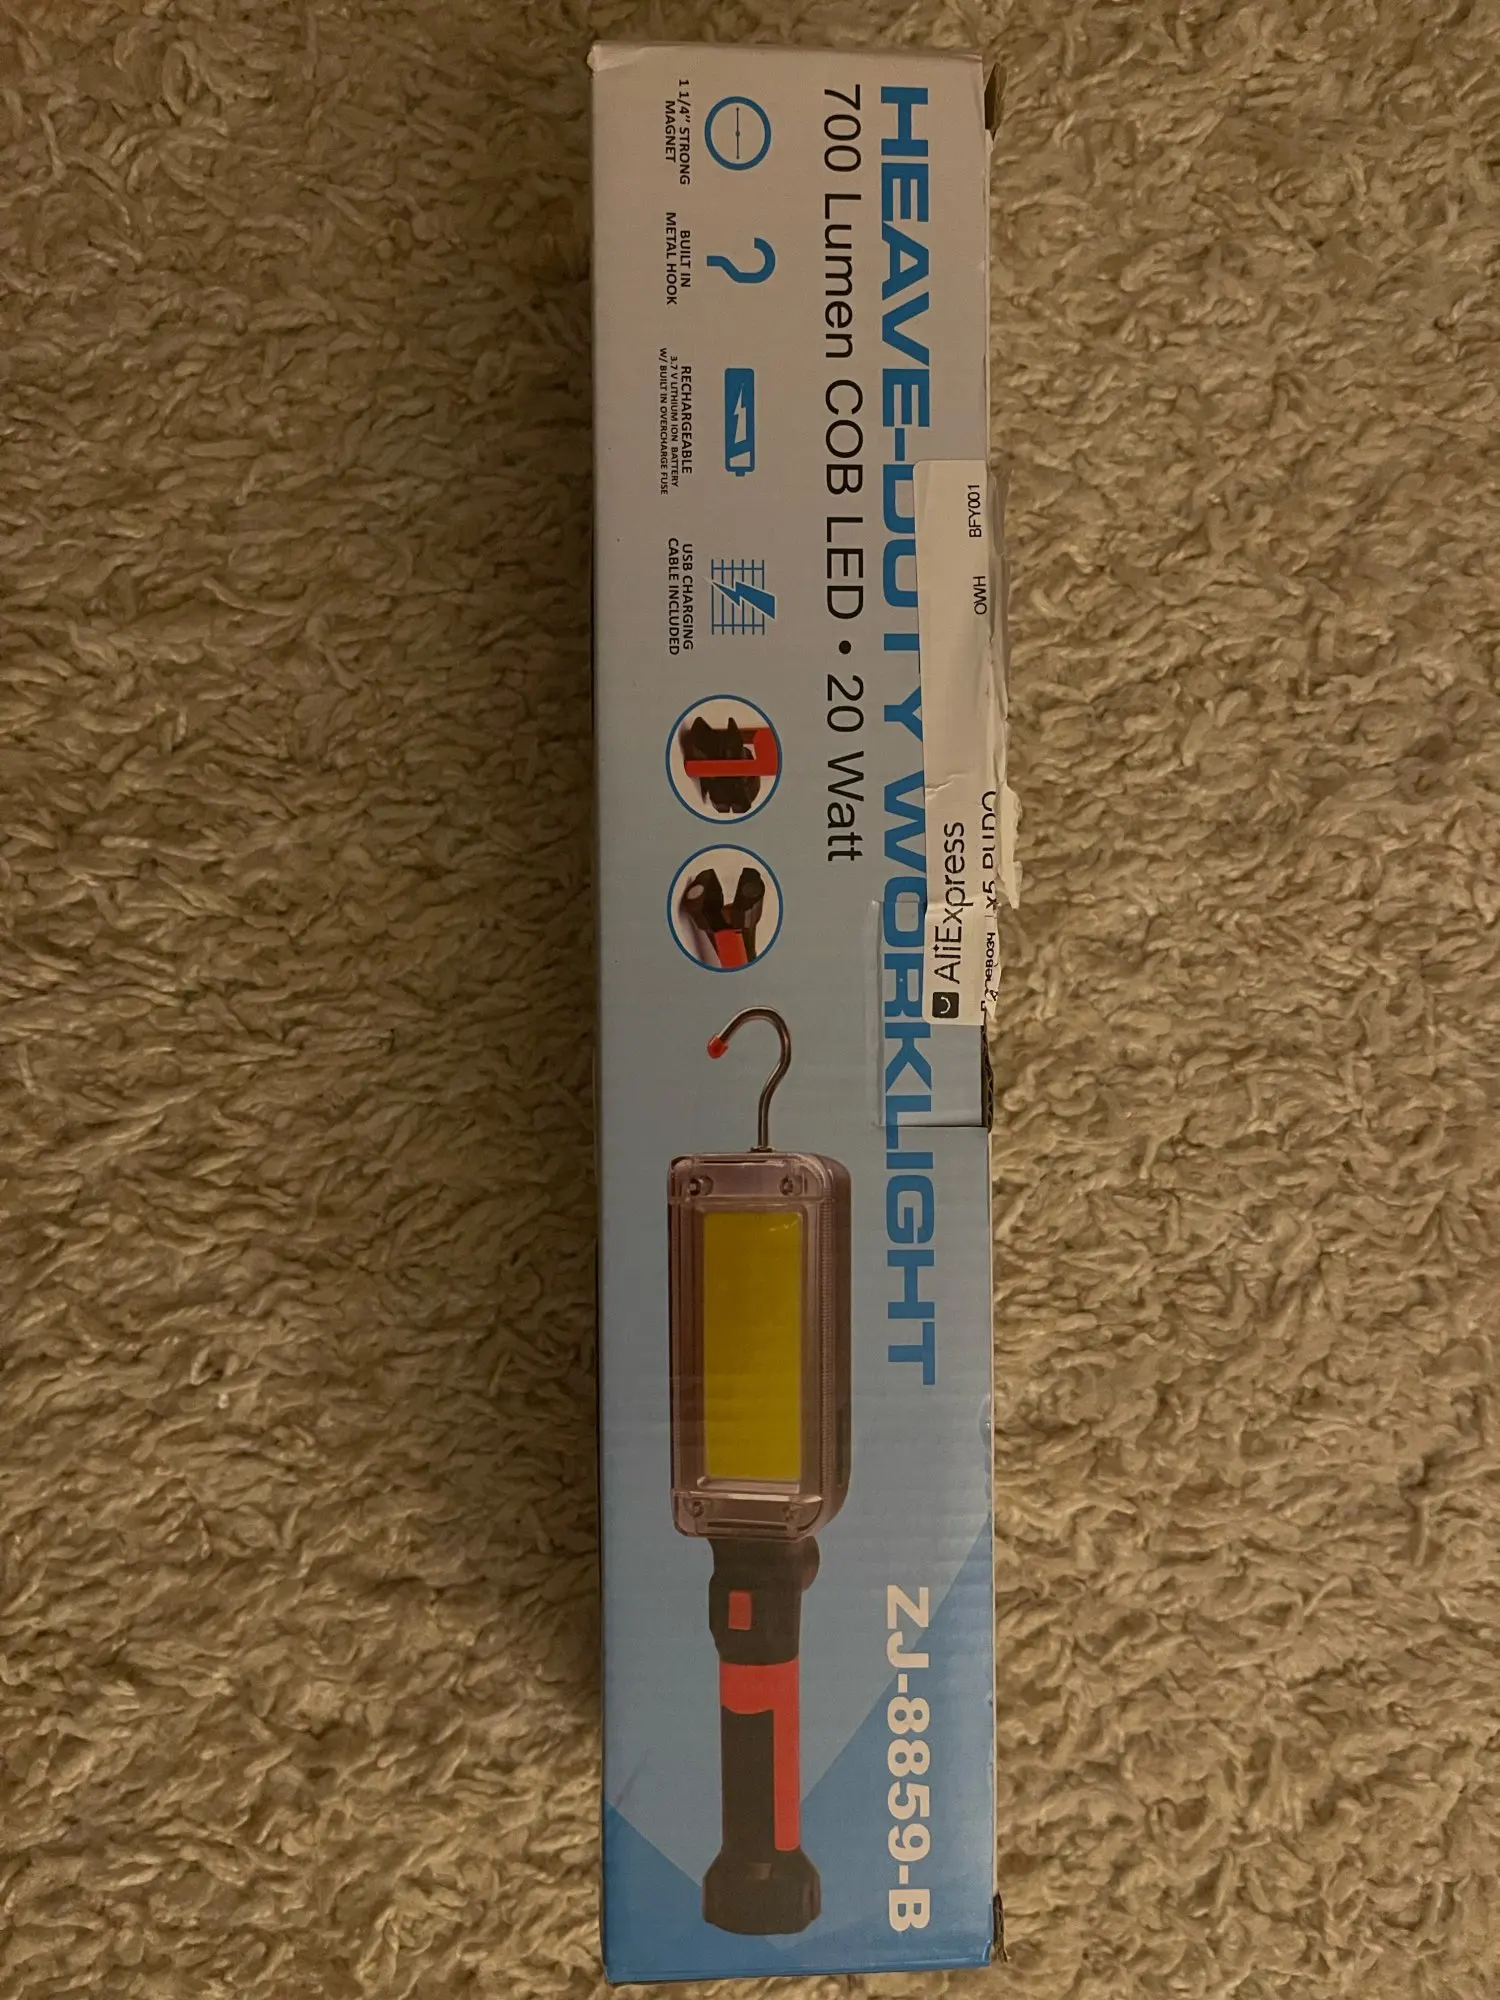 HEAVE-DUTY WORKLIGHT
ZJ-8859-B
700 Lumen COB LED • 20 Watt
1 1/4" STRONG
MAGNET
BUILT IN
METAL HOOK
RECHARGEABLE
3.7 V LITHIUM ION BATTERY
W/ BUILT IN OVERCHARGE FUSE
USB CHARGING
CABLE INCLUDED
AliExpress
OWH
BFY001